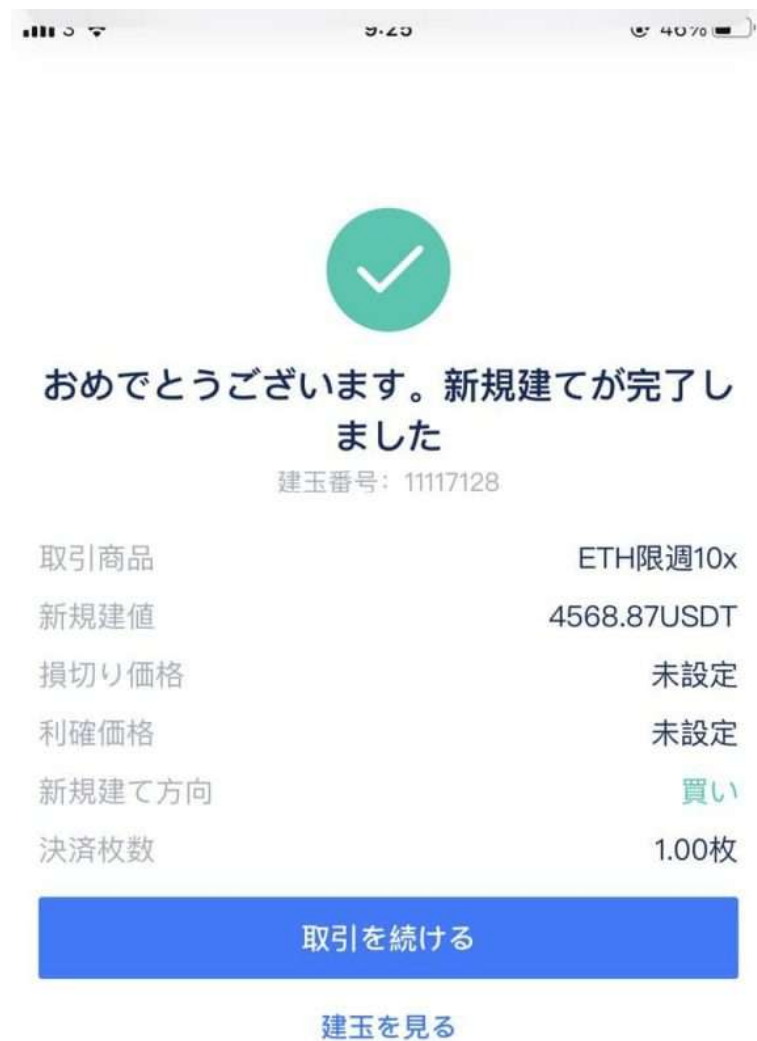 9:25
46%
おめでとうございます。新規建てが完了し
ました
建玉番号: 11117128
取引商品 ETH限週10x
新規建値 4568.87USDT
損切り価格 未設定
利確価格 未設定
新規建て方向 買い
決済枚数 1.00枚
取引を続ける
建玉を見る